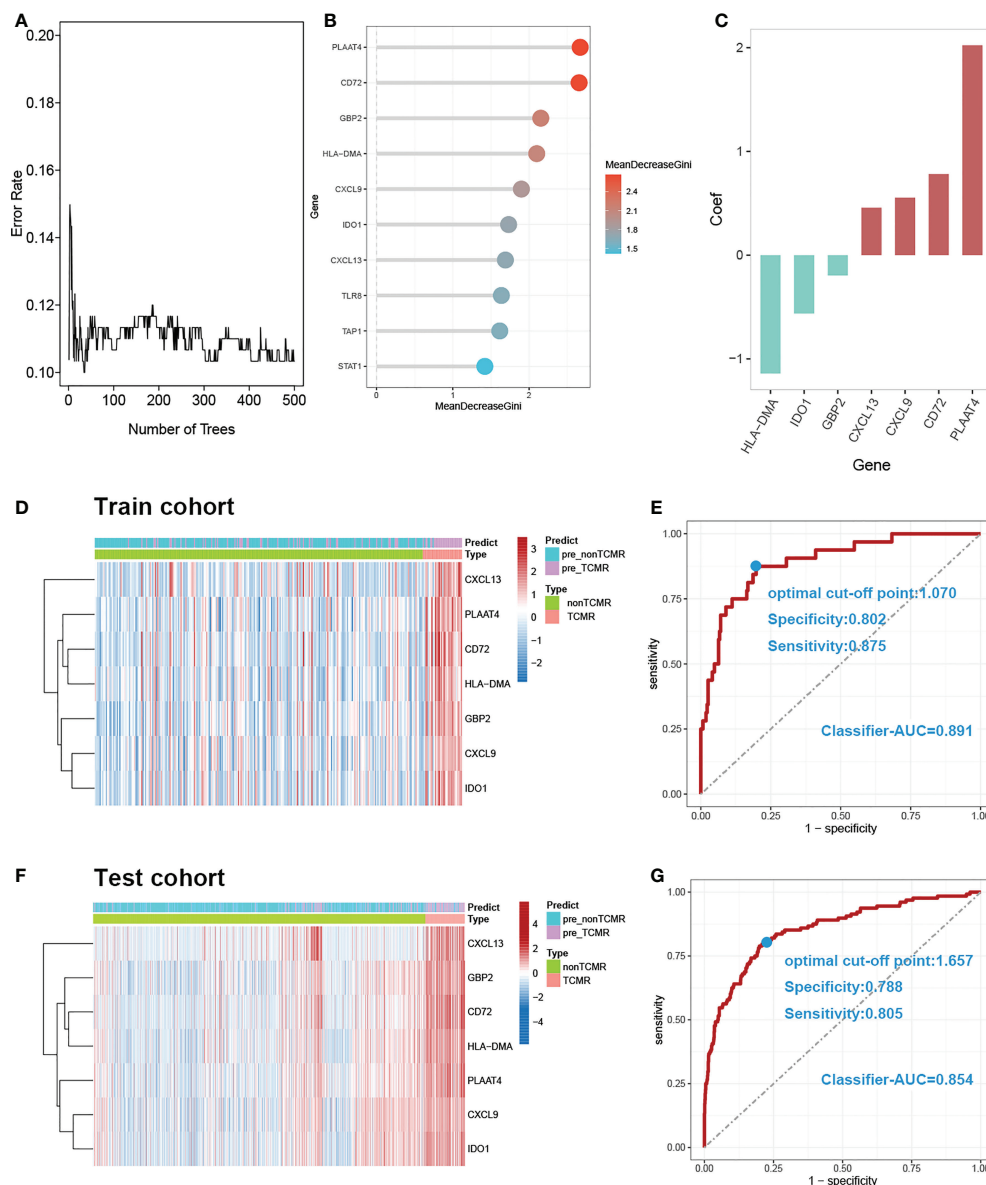 A
0.20
0.18
0.16
0.14
0.12
0.10
Error Rate
0 100 200 300 400 500
Number of Trees
B
PLAAT4
CD72
GBP2
HLA−DMA
CXCL9
IDO1
CXCL13
TLR8
TAP1
STAT1
Gene
0 1 2
MeanDecreaseGini
MeanDecreaseGini
2.4
2.1
1.8
1.5
C
2
1
0
−1
Coef
HLA−DMA IDO1 GBP2 CXCL13 CXCL9 CD72 PLAAT4
Gene
D
Train cohort
Predict
Type
CXCL13
PLAAT4
CD72
HLA−DMA
GBP2
CXCL9
IDO1
3
2
1
0
−1
−2
Predict
pre_nonTCMR
pre_TCMR
Type
nonTCMR
TCMR
E
1.00
0.75
0.50
0.25
0.00
sensitivity
optimal cut-off point:1.070
Specificity:0.802
Sensitivity:0.875
Classifier-AUC=0.891
0.00 0.25 0.50 0.75 1.00
1 − specificity
F
Test cohort
Predict
Type
CXCL13
GBP2
CD72
HLA−DMA
PLAAT4
CXCL9
IDO1
4
2
0
−2
−4
Predict
pre_nonTCMR
pre_TCMR
Type
nonTCMR
TCMR
G
1.00
0.75
0.50
0.25
0.00
sensitivity
optimal cut-off point:1.657
Specificity:0.788
Sensitivity:0.805
Classifier-AUC=0.854
0.00 0.25 0.50 0.75 1.00
1 − specificity